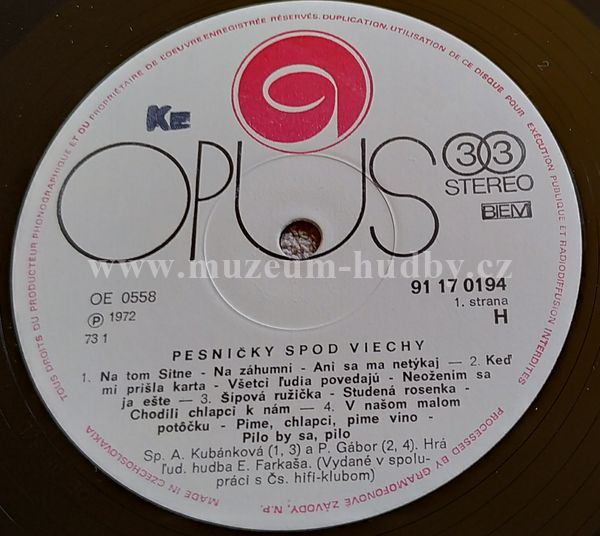 TOUS DROITS DU PRODUCTEUR PHONOGRAPHIQUE ET DU PROPRIÉTAIRE DE L'OEUVRE ENREGISTRÉE RÉSERVÉS. DUPLICATION, UTILISATION DE CE DISQUE POUR EXÉCUTION PUBLIQUE ET RADIODIFFUSION INTERDITES
KE
OPUS
33
STEREO
BIEM
www.muzeum-hudby.cz
OE 0558
91 17 0194
℗ 1972
1. strana
73 1
H
PESNIČKY SPOD VIECHY
1. Na tom Sitne - Na záhumní - Ani sa ma netýkaj — 2. Keď
mi prišla karta - Všetci ľudia povedajú - Neožením sa
ja ešte — 3. Šípová ružička - Studená rosenka -
Chodili chlapci k nám — 4. V našom malom
potôčku - Pime, chlapci, pime víno -
Pilo by sa, pilo
Sp. A. Kubánková (1, 3) a P. Gábor (2, 4). Hrá
ľud. hudba E. Farkaša. (Vydané v spolu-
práci s Čs. hifi-klubom)
MADE IN CZECHOSLOVAKIA
PROCESSED BY GRAMOFONOVÉ ZÁVODY, N.P.